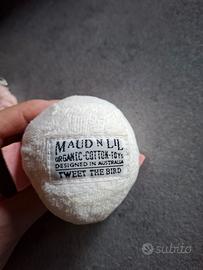 MAUD N LIL
ORGANIC-COTTON-TOYS
DESIGNED IN AUSTRALIA
TWEET THE BIRD
subito